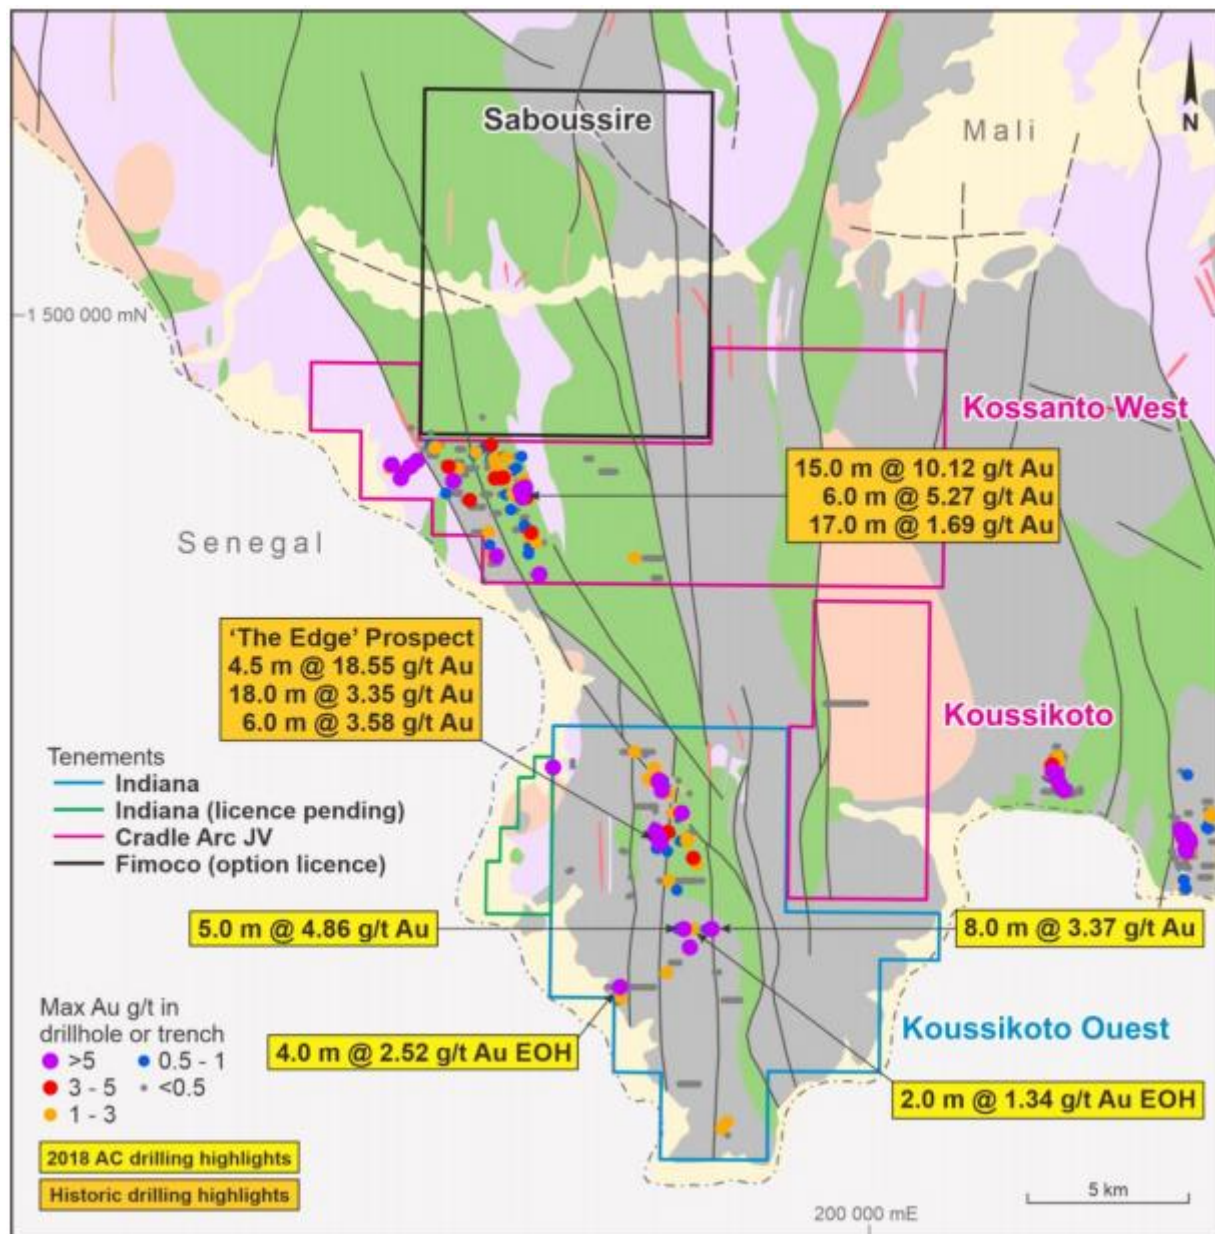 Saboussire
Mali
N
1 500 000 mN
Kossanto West
15.0 m @ 10.12 g/t Au
6.0 m @ 5.27 g/t Au
17.0 m @ 1.69 g/t Au
Senegal
‘The Edge’ Prospect
4.5 m @ 18.55 g/t Au
18.0 m @ 3.35 g/t Au
6.0 m @ 3.58 g/t Au
Koussikoto
Tenements
Indiana
Indiana (licence pending)
Cradle Arc JV
Fimoco (option licence)
5.0 m @ 4.86 g/t Au
8.0 m @ 3.37 g/t Au
Max Au g/t in
drillhole or trench
>5
0.5 - 1
3 - 5
<0.5
1 - 3
4.0 m @ 2.52 g/t Au EOH
Koussikoto Ouest
2.0 m @ 1.34 g/t Au EOH
2018 AC drilling highlights
Historic drilling highlights
5 km
200 000 mE